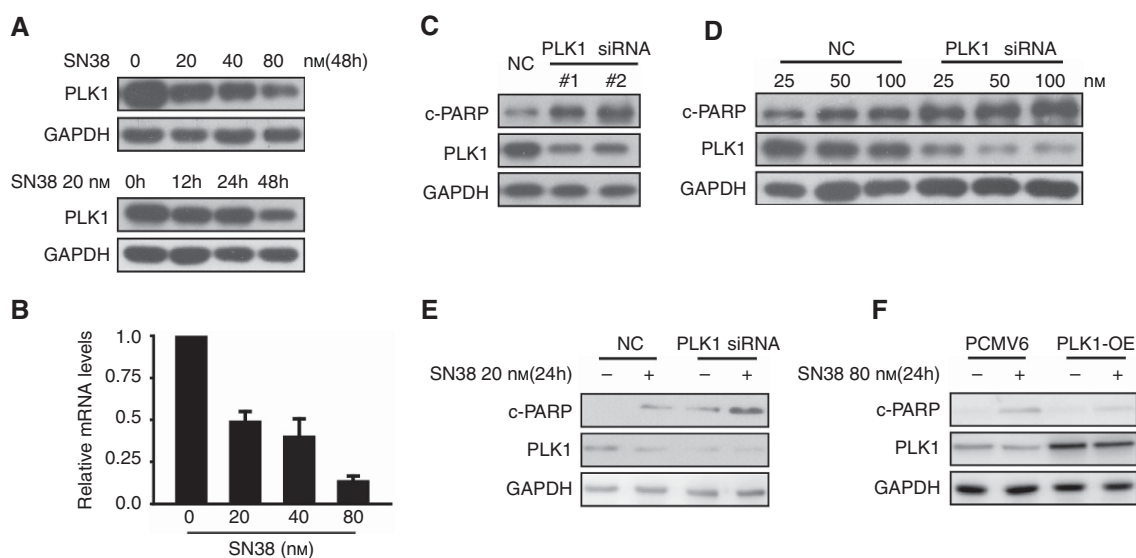 A
SN38 0 20 40 80 nM(48h)
PLK1
GAPDH
SN38 20 nM 0h 12h 24h 48h
PLK1
GAPDH
B
Relative mRNA levels
1.0
0.5
0.25
0.0
0 20 40 80
SN38 (nM)
C
PLK1 siRNA
NC
#1 #2
c-PARP
PLK1
GAPDH
D
NC PLK1 siRNA
25 50 100 25 50 100 nM
c-PARP
PLK1
GAPDH
E
NC PLK1 siRNA
SN38 20 nM(24h) – + – +
c-PARP
PLK1
GAPDH
F
PCMV6 PLK1-OE
SN38 80 nM(24h) – + – +
c-PARP
PLK1
GAPDH